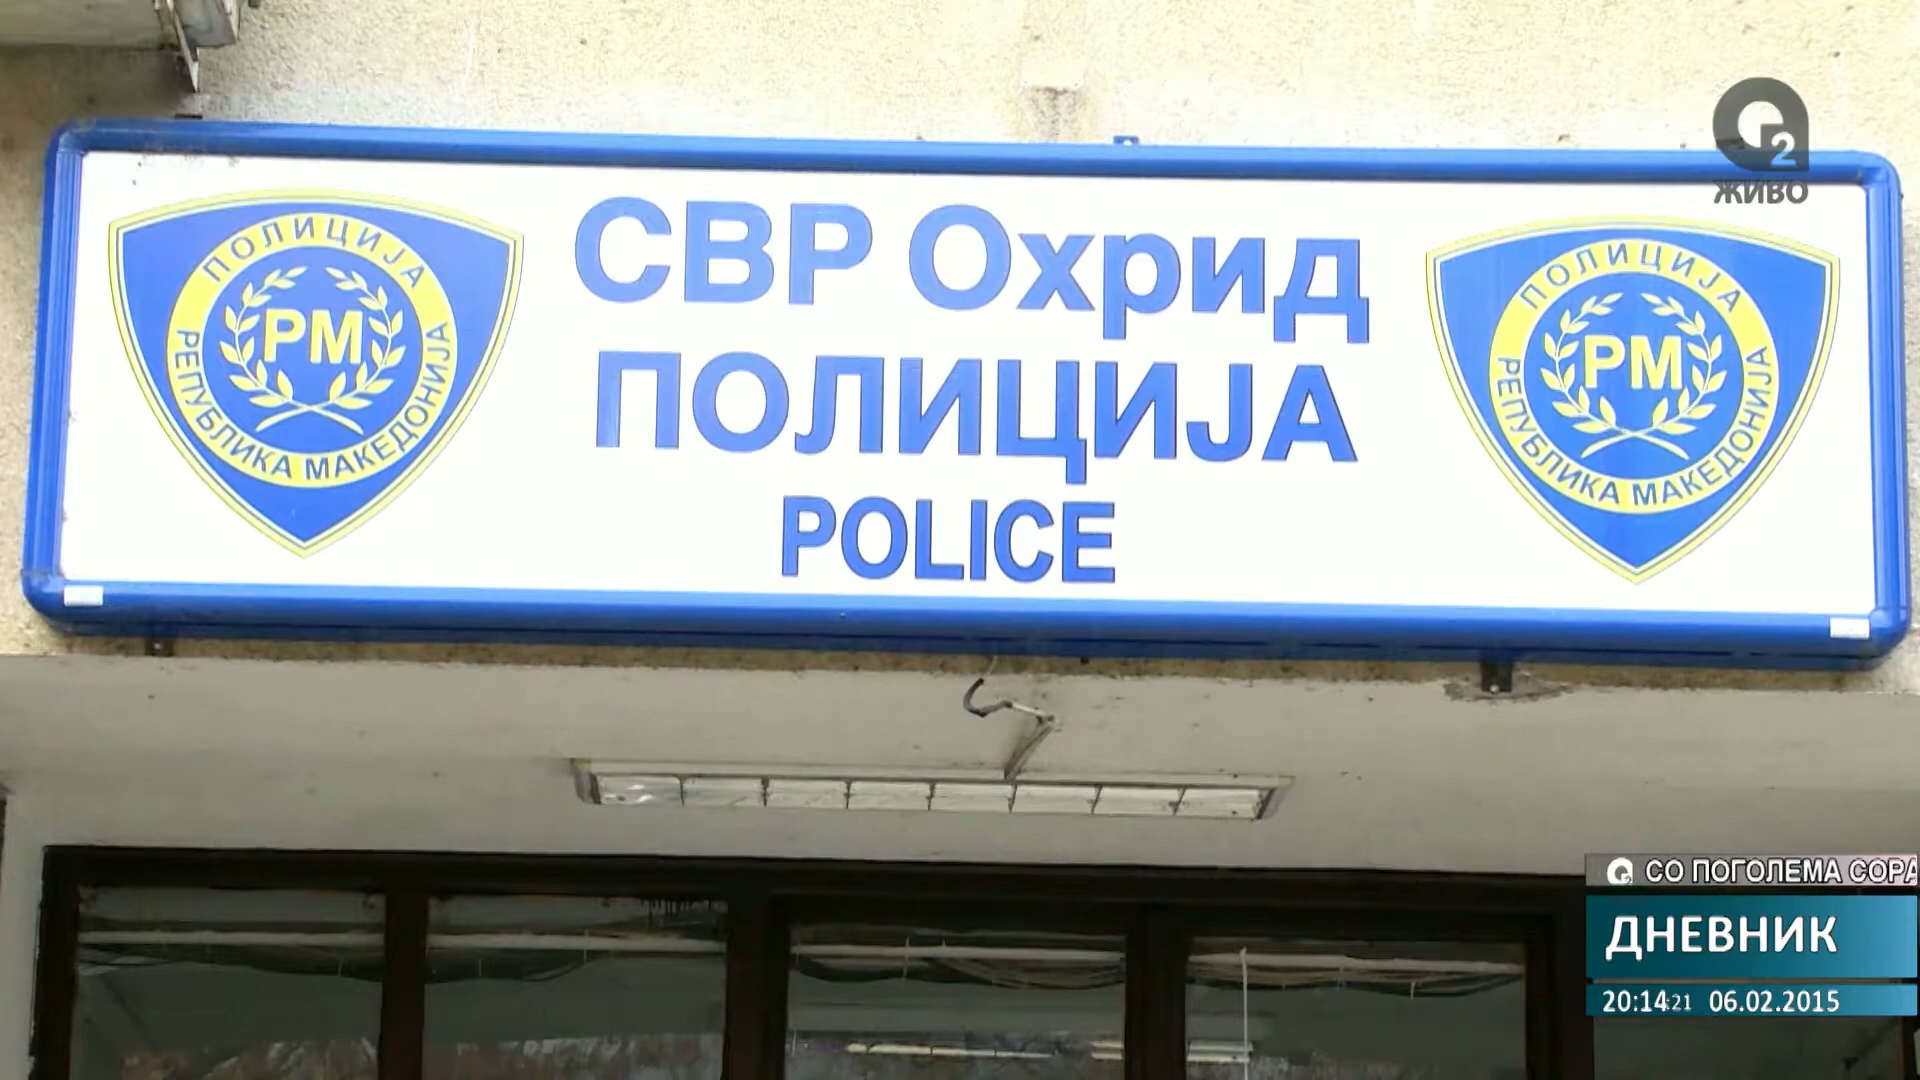 2
ЖИВО
СВР Охрид
ПОЛИЦИЈА
POLICE
ПОЛИЦИЈА
РМ
РЕПУБЛИКА МАКЕДОНИЈА
ПОЛИЦИЈА
РМ
РЕПУБЛИКА МАКЕДОНИЈА
СО ПОГОЛЕМА СОРА
ДНЕВНИК
20:14:21 06.02.2015